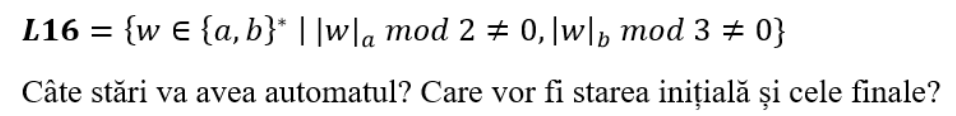 L16 = {w ∈ {a, b}* | |w|ₐ mod 2 ≠ 0, |w|_b mod 3 ≠ 0}
Câte stări va avea automatul? Care vor fi starea inițială și cele finale?